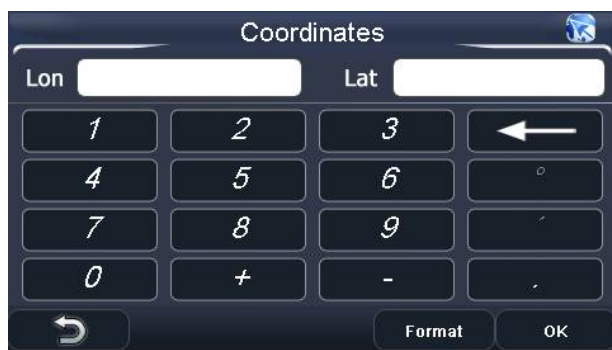 Coordinates
Lon Lat
1 2 3
4 5 6 °
7 8 9 ′
0 + - .
Format OK